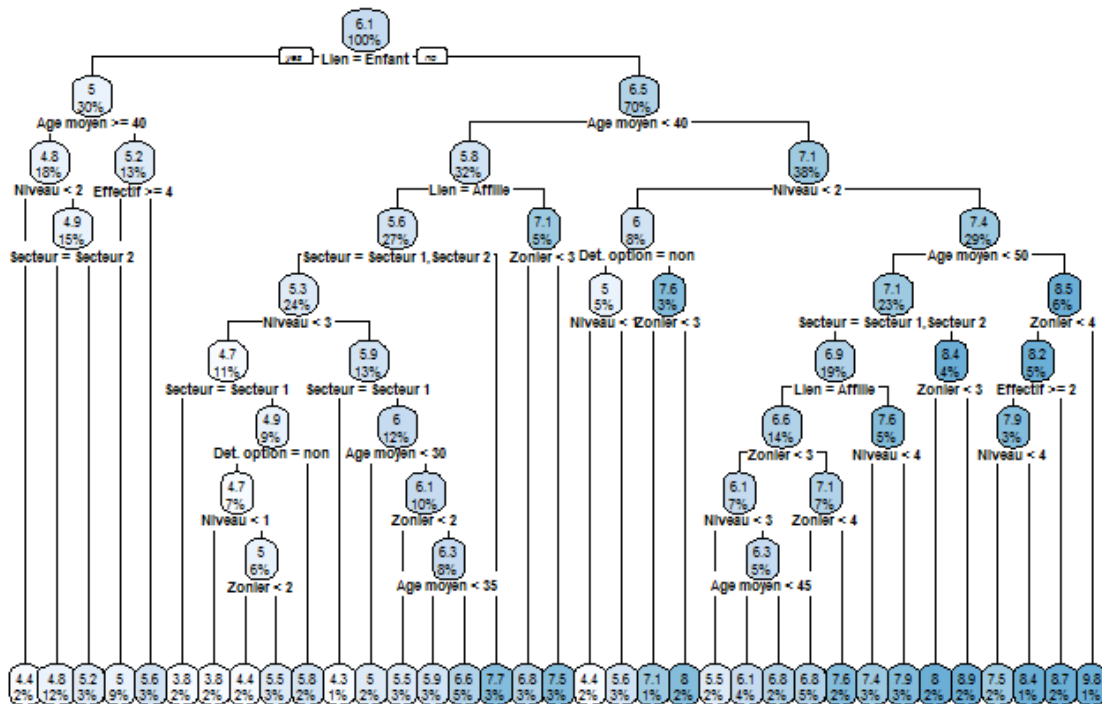 6.1
100%
yes Lien = Enfant no
5
30%
6.5
70%
Age moyen >= 40
Age moyen < 40
4.8
18%
5.2
13%
5.8
32%
7.1
38%
Niveau < 2
Effectif >= 4
Lien = Affilie
Niveau < 2
4.9
15%
5.6
27%
7.1
5%
6
8%
7.4
29%
Secteur = Secteur 2
Secteur = Secteur 1, Secteur 2
Zonier < 3
Det. option = non
Age moyen < 50
5.3
24%
5
5%
7.6
3%
7.1
23%
8.5
6%
Niveau < 3
Niveau < 1
Zonier < 3
Secteur = Secteur 1, Secteur 2
Zonier < 4
4.7
11%
5.9
13%
6.9
19%
8.4
4%
8.2
5%
Secteur = Secteur 1
Secteur = Secteur 1
Lien = Affilie
Zonier < 3
Effectif >= 2
4.9
9%
6
12%
6.6
14%
7.6
5%
7.9
3%
Det. option = non
Age moyen < 30
Zonier < 3
Niveau < 4
Niveau < 4
4.7
7%
6.1
10%
6.1
7%
7.1
7%
Niveau < 1
Zonier < 2
Niveau < 3
Zonier < 4
5
6%
6.3
8%
6.3
5%
Zonier < 2
Age moyen < 35
Age moyen < 45
4.4 4.8 5.2 5 5.6 3.8 3.8 4.4 5.5 5.8 4.3 5 5.5 5.9 6.6 7.7 6.8 7.5 4.4 5.6 7.1 8 5.5 6.1 6.8 6.8 7.6 7.4 7.9 8 8.9 7.5 8.4 8.7 9.8
2% 12% 3% 9% 3% 2% 2% 2% 3% 2% 1% 2% 3% 3% 5% 3% 3% 3% 2% 3% 1% 2% 2% 4% 2% 5% 2% 3% 3% 2% 2% 2% 1% 2% 1%